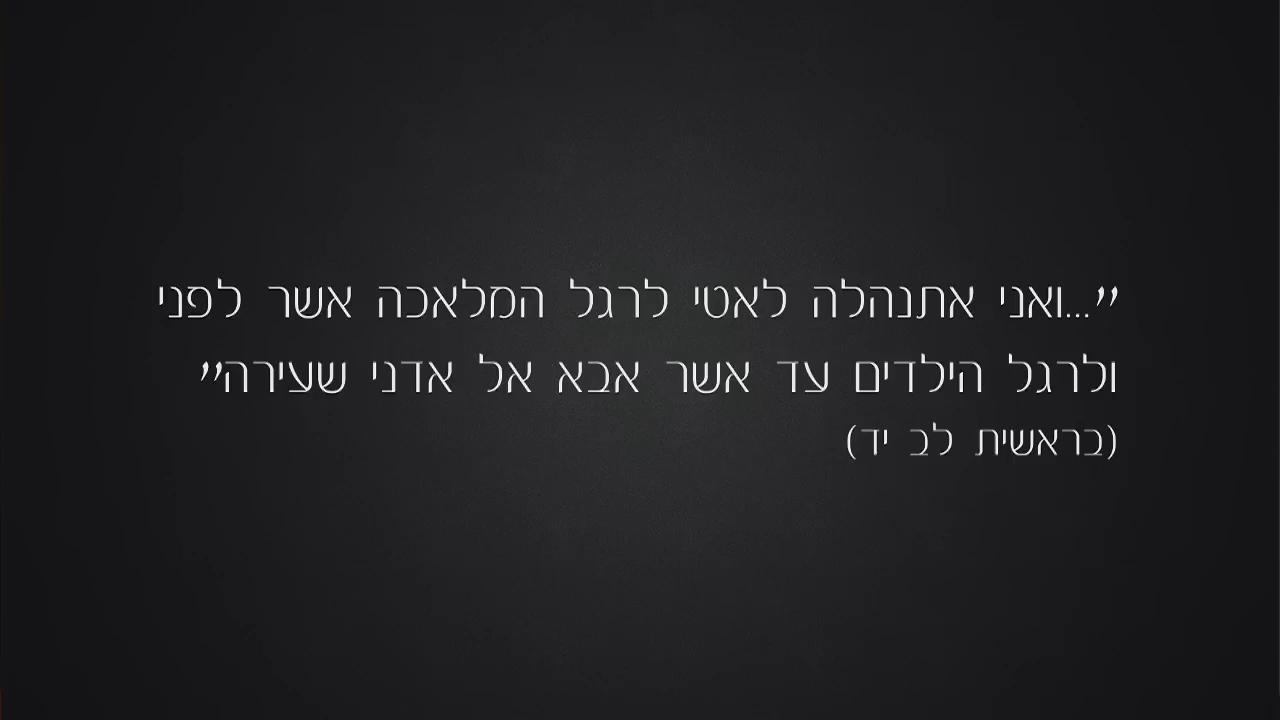 "...ואני אתנהלה לאטי לרגל המלאכה אשר לפני
ולרגל הילדים עד אשר אבא אל אדני שעירה"
(בראשית לב יד)